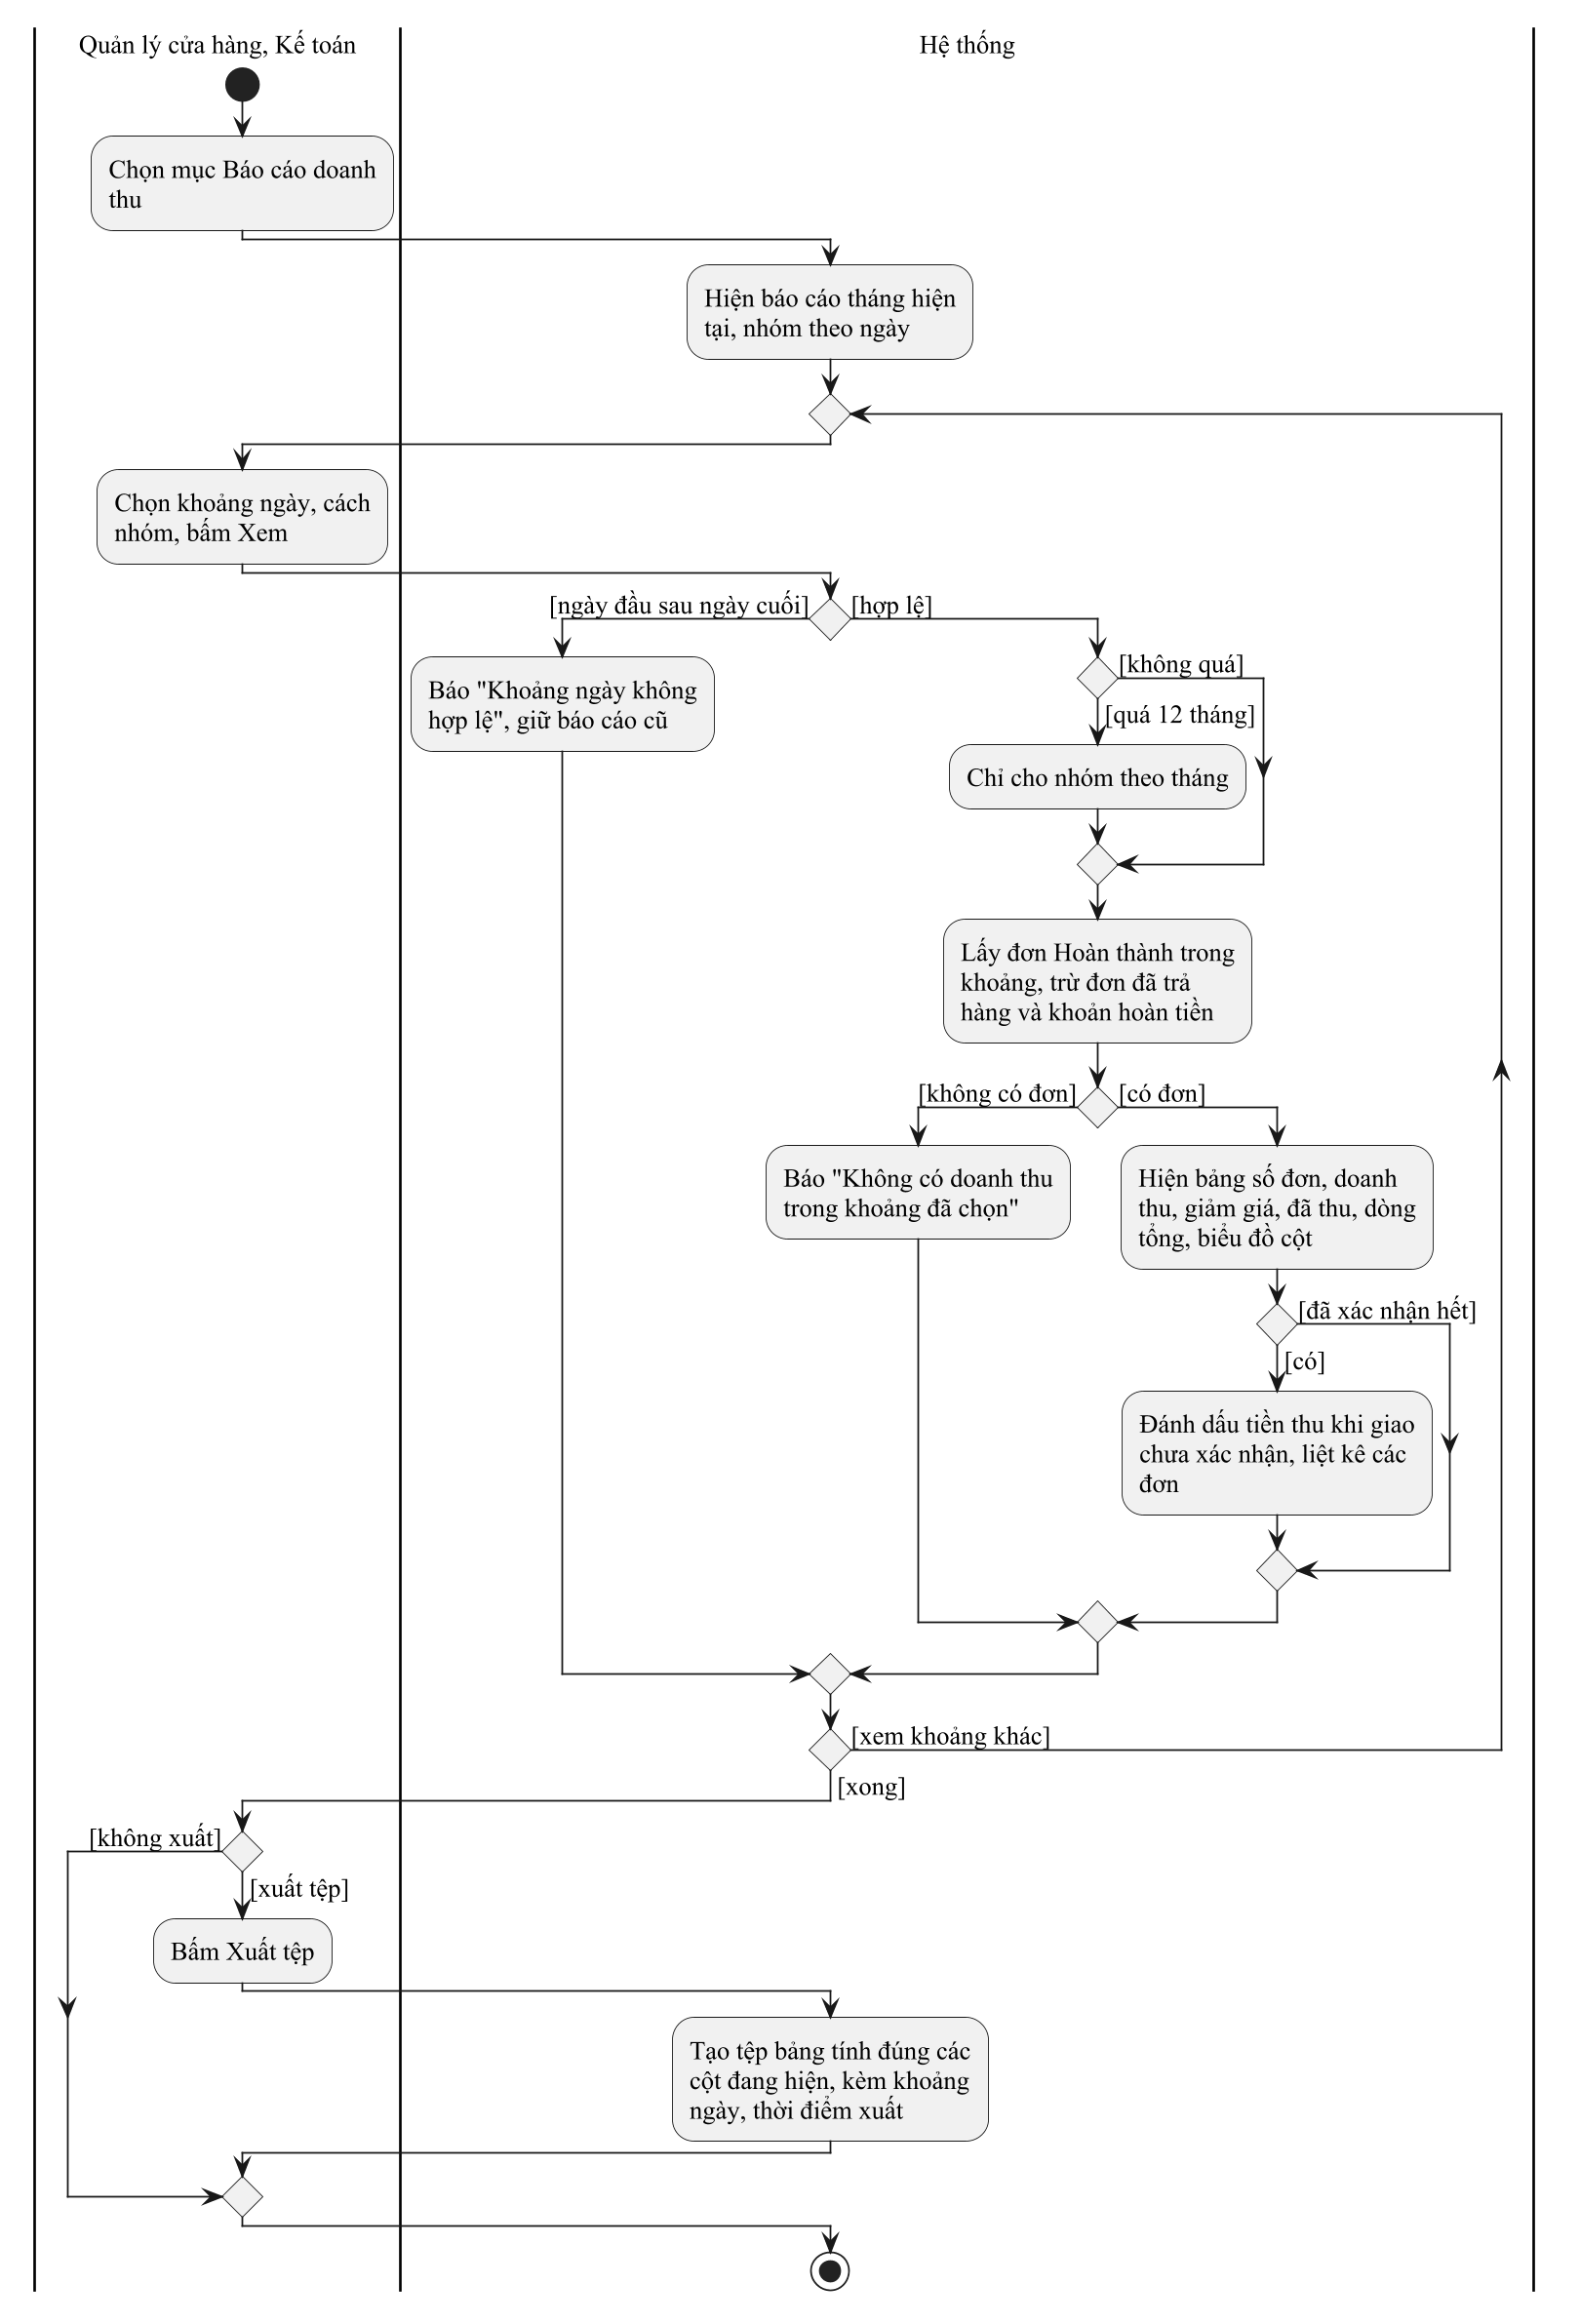 Quản lý cửa hàng, Kế toán
Hệ thống
Chọn mục Báo cáo doanh
thu
Hiện báo cáo tháng hiện
tại, nhóm theo ngày
Chọn khoảng ngày, cách
nhóm, bấm Xem
[ngày đầu sau ngày cuối]
[hợp lệ]
Báo "Khoảng ngày không
hợp lệ", giữ báo cáo cũ
[không quá]
[quá 12 tháng]
Chỉ cho nhóm theo tháng
Lấy đơn Hoàn thành trong
khoảng, trừ đơn đã trả
hàng và khoản hoàn tiền
[không có đơn]
[có đơn]
Báo "Không có doanh thu
trong khoảng đã chọn"
Hiện bảng số đơn, doanh
thu, giảm giá, đã thu, dòng
tổng, biểu đồ cột
[đã xác nhận hết]
[có]
Đánh dấu tiền thu khi giao
chưa xác nhận, liệt kê các
đơn
[xem khoảng khác]
[xong]
[không xuất]
[xuất tệp]
Bấm Xuất tệp
Tạo tệp bảng tính đúng các
cột đang hiện, kèm khoảng
ngày, thời điểm xuất